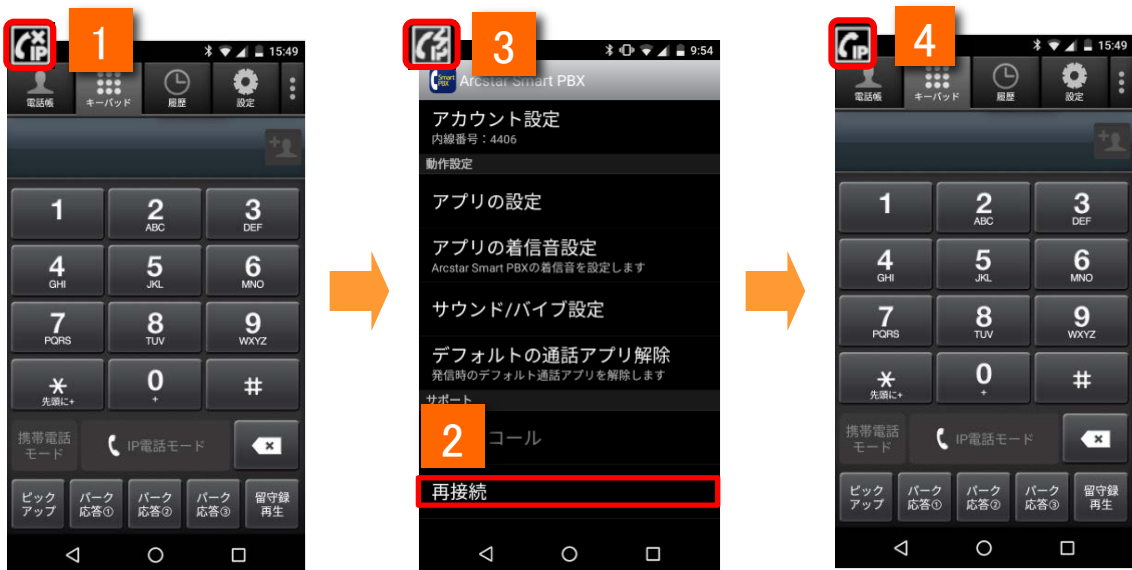 IP
1
15:49
電話帳
キーパッド
履歴
設定
1
2
ABC
3
DEF
4
GHI
5
JKL
6
MNO
7
PQRS
8
TUV
9
WXYZ
*
先頭に+
0
+
#
携帯電話
モード
IP電話モード
ピック
アップ
パーク
応答①
パーク
応答②
パーク
応答③
留守録
再生
3
9:54
Smart
PBX
Arcstar Smart PBX
アカウント設定
内線番号:4406
動作設定
アプリの設定
アプリの着信音設定
Arcstar Smart PBXの着信音を設定します
サウンド/バイブ設定
デフォルトの通話アプリ解除
発信時のデフォルト通話アプリを解除します
サポート
2
コール
再接続
IP
4
15:49
電話帳
キーパッド
履歴
設定
1
2
ABC
3
DEF
4
GHI
5
JKL
6
MNO
7
PQRS
8
TUV
9
WXYZ
*
先頭に+
0
+
#
携帯電話
モード
IP電話モード
ピック
アップ
パーク
応答①
パーク
応答②
パーク
応答③
留守録
再生